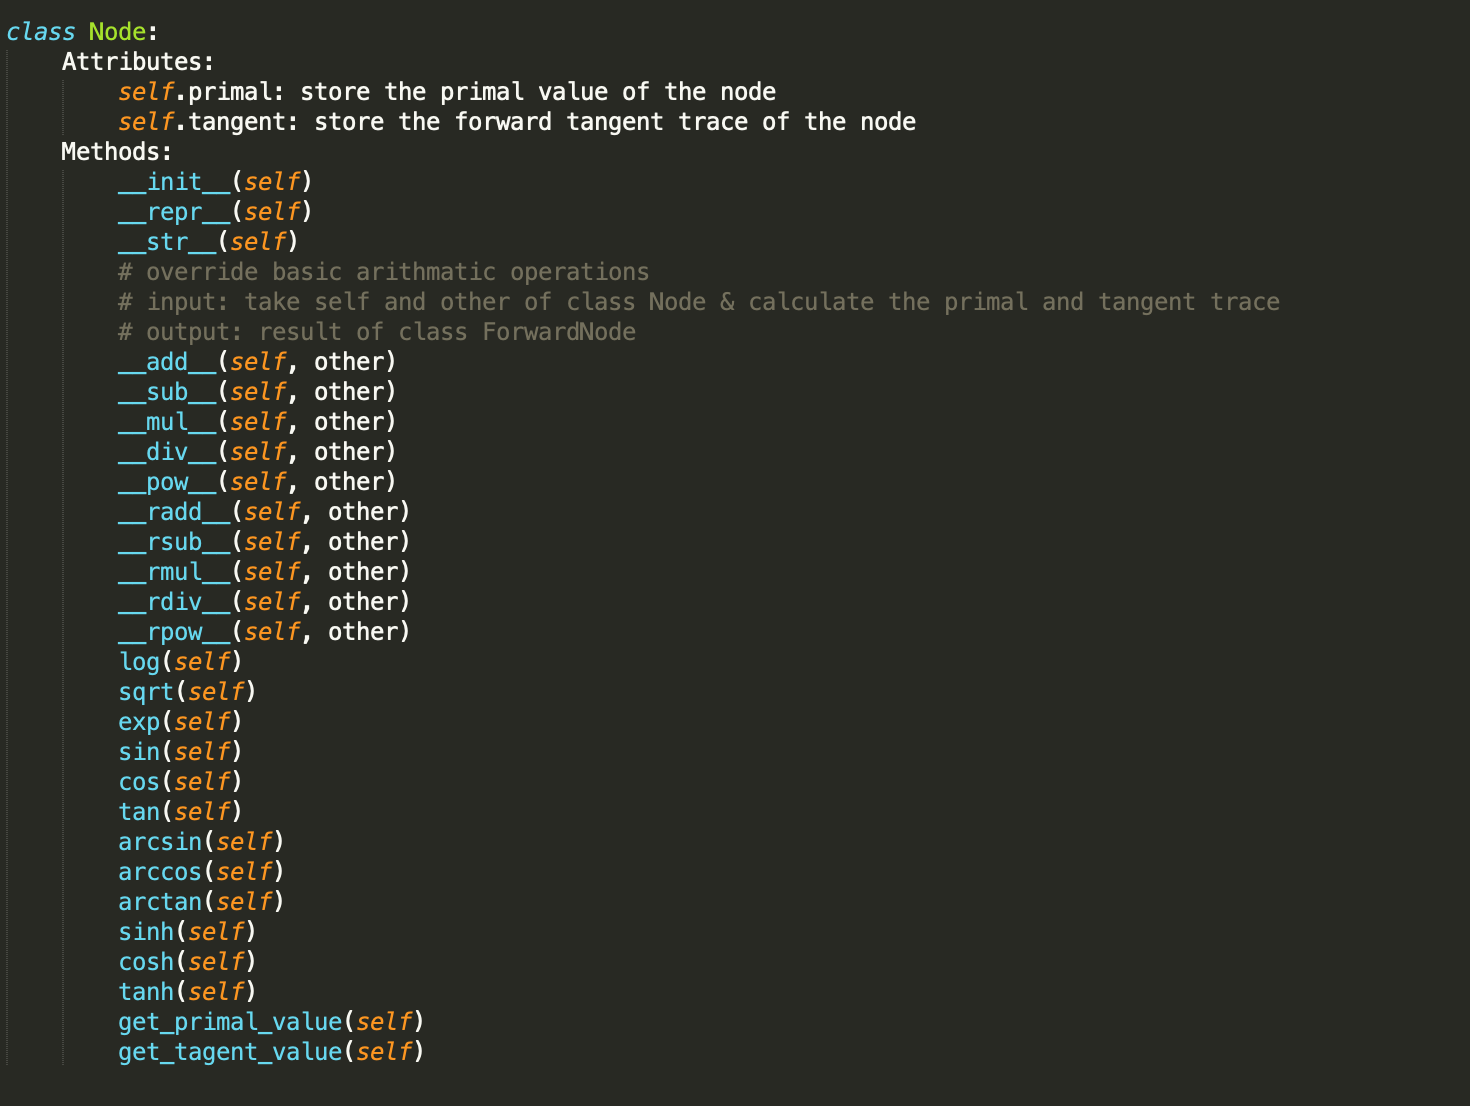 class Node:
Attributes:
self.primal: store the primal value of the node
self.tangent: store the forward tangent trace of the node
Methods:
__init__(self)
__repr__(self)
__str__(self)
# override basic arithmatic operations
# input: take self and other of class Node & calculate the primal and tangent trace
# output: result of class ForwardNode
__add__(self, other)
__sub__(self, other)
__mul__(self, other)
__div__(self, other)
__pow__(self, other)
__radd__(self, other)
__rsub__(self, other)
__rmul__(self, other)
__rdiv__(self, other)
__rpow__(self, other)
log(self)
sqrt(self)
exp(self)
sin(self)
cos(self)
tan(self)
arcsin(self)
arccos(self)
arctan(self)
sinh(self)
cosh(self)
tanh(self)
get_primal_value(self)
get_tagent_value(self)